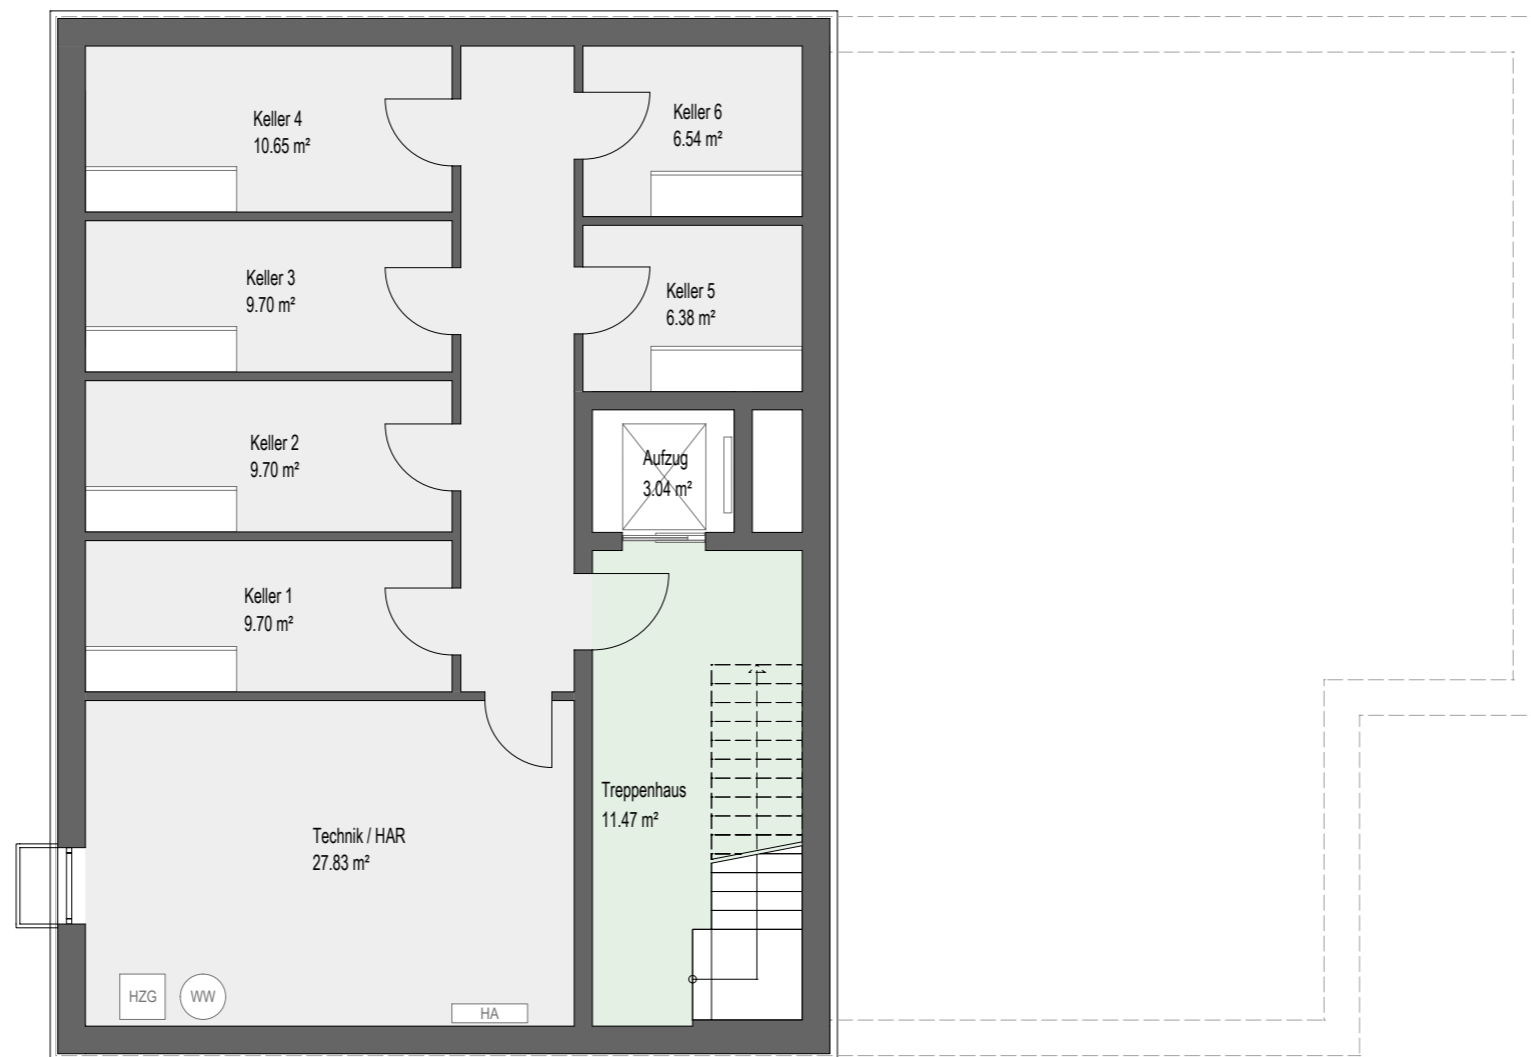 Keller 4
10.65 m²
Keller 6
6.54 m²
Keller 3
9.70 m²
Keller 5
6.38 m²
Keller 2
9.70 m²
Aufzug
3.04 m²
Keller 1
9.70 m²
Treppenhaus
11.47 m²
Technik / HAR
27.83 m²
HZG
WW
HA